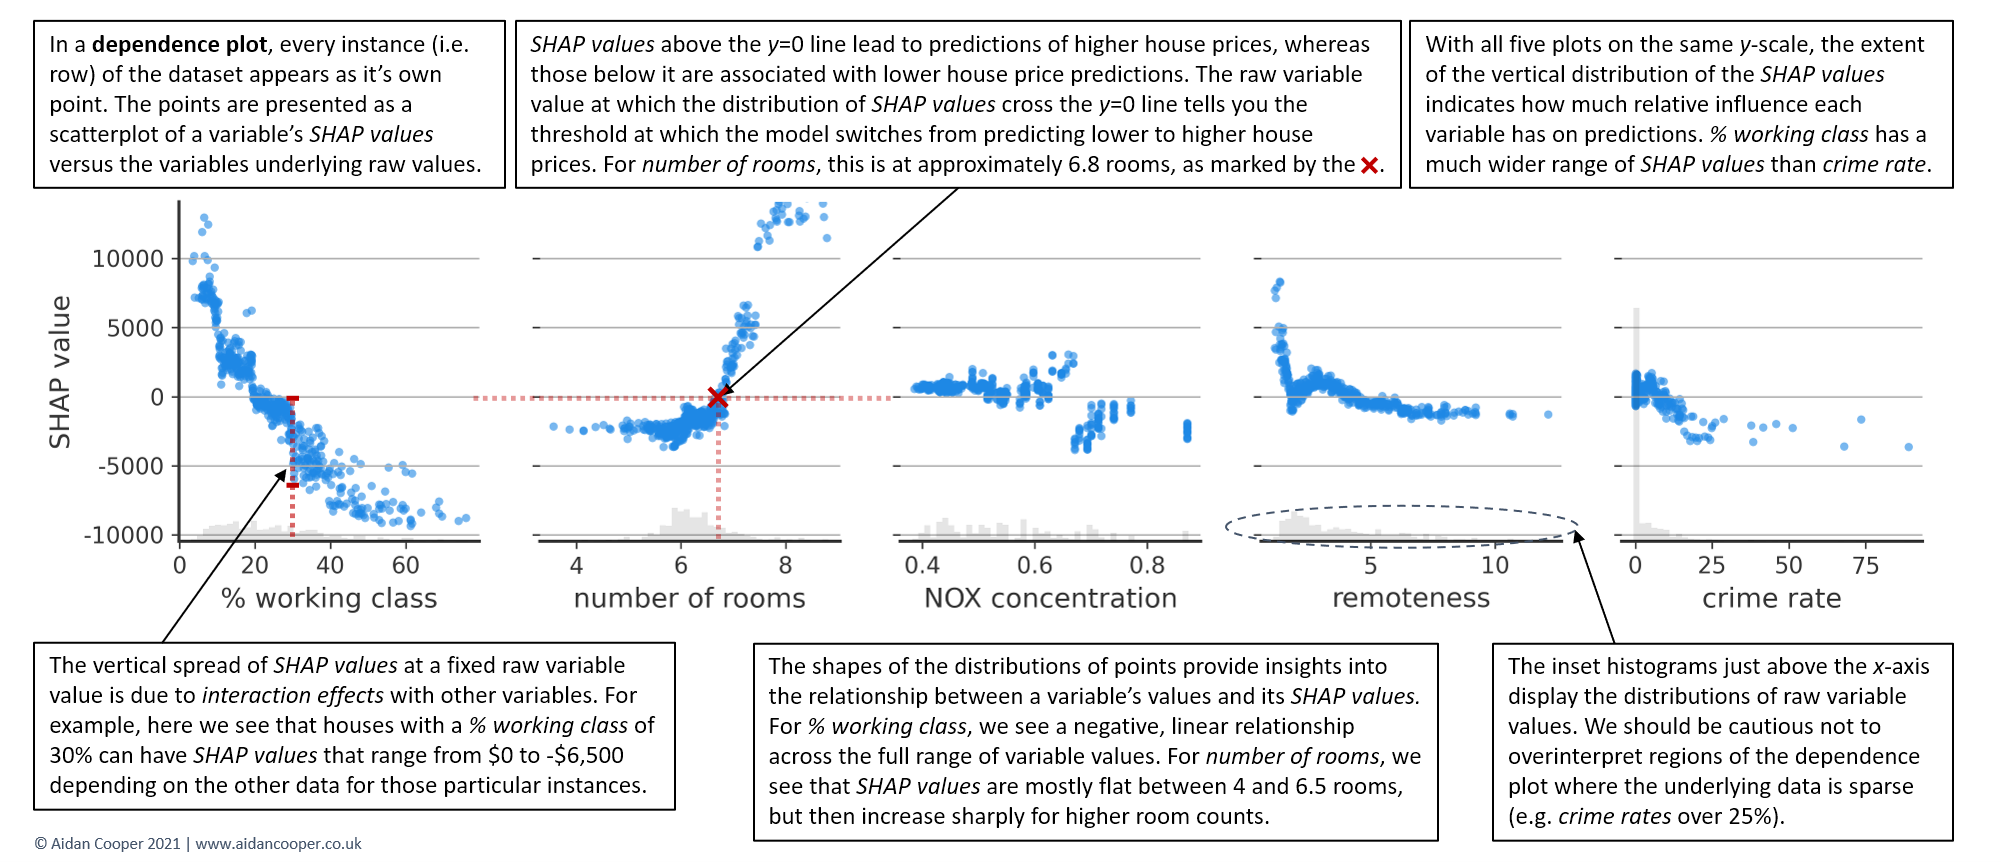 In a dependence plot, every instance (i.e.
row) of the dataset appears as it’s own
point. The points are presented as a
scatterplot of a variable’s SHAP values
versus the variables underlying raw values.
SHAP values above the y=0 line lead to predictions of higher house prices, whereas
those below it are associated with lower house price predictions. The raw variable
value at which the distribution of SHAP values cross the y=0 line tells you the
threshold at which the model switches from predicting lower to higher house
prices. For number of rooms, this is at approximately 6.8 rooms, as marked by the ×.
With all five plots on the same y-scale, the extent
of the vertical distribution of the SHAP values
indicates how much relative influence each
variable has on predictions. % working class has a
much wider range of SHAP values than crime rate.
SHAP value
10000
5000
0
-5000
-10000
0 20 40 60
% working class
4 6 8
number of rooms
0.4 0.6 0.8
NOX concentration
5 10
remoteness
0 25 50 75
crime rate
The vertical spread of SHAP values at a fixed raw variable
value is due to interaction effects with other variables. For
example, here we see that houses with a % working class of
30% can have SHAP values that range from $0 to -$6,500
depending on the other data for those particular instances.
The shapes of the distributions of points provide insights into
the relationship between a variable’s values and its SHAP values.
For % working class, we see a negative, linear relationship
across the full range of variable values. For number of rooms, we
see that SHAP values are mostly flat between 4 and 6.5 rooms,
but then increase sharply for higher room counts.
The inset histograms just above the x-axis
display the distributions of raw variable
values. We should be cautious not to
overinterpret regions of the dependence
plot where the underlying data is sparse
(e.g. crime rates over 25%).
© Aidan Cooper 2021 | www.aidancooper.co.uk